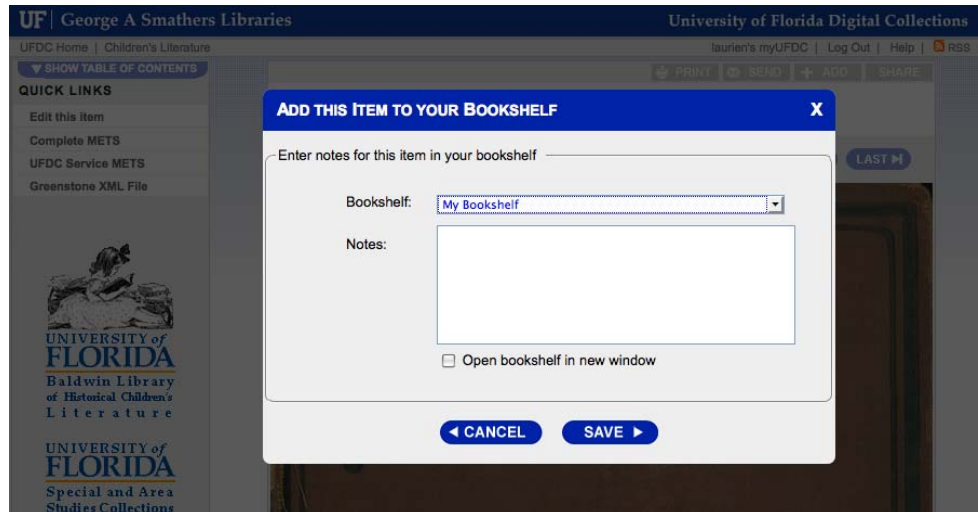 UF | George A Smathers Libraries
University of Florida Digital Collections
UFDC Home | Children's Literature
laurien's myUFDC | Log Out | Help | RSS
SHOW TABLE OF CONTENTS
PRINT SEND ADD SHARE
QUICK LINKS
Edit this item
Complete METS
UFDC Service METS
Greenstone XML File
ADD THIS ITEM TO YOUR BOOKSHELF X
Enter notes for this item in your bookshelf
Bookshelf: My Bookshelf
Notes:
Open bookshelf in new window
CANCEL SAVE
LAST
UNIVERSITY of
FLORIDA
Baldwin Library
of Historical Children's
Literature
UNIVERSITY of
FLORIDA
Special and Area
Studies Collections